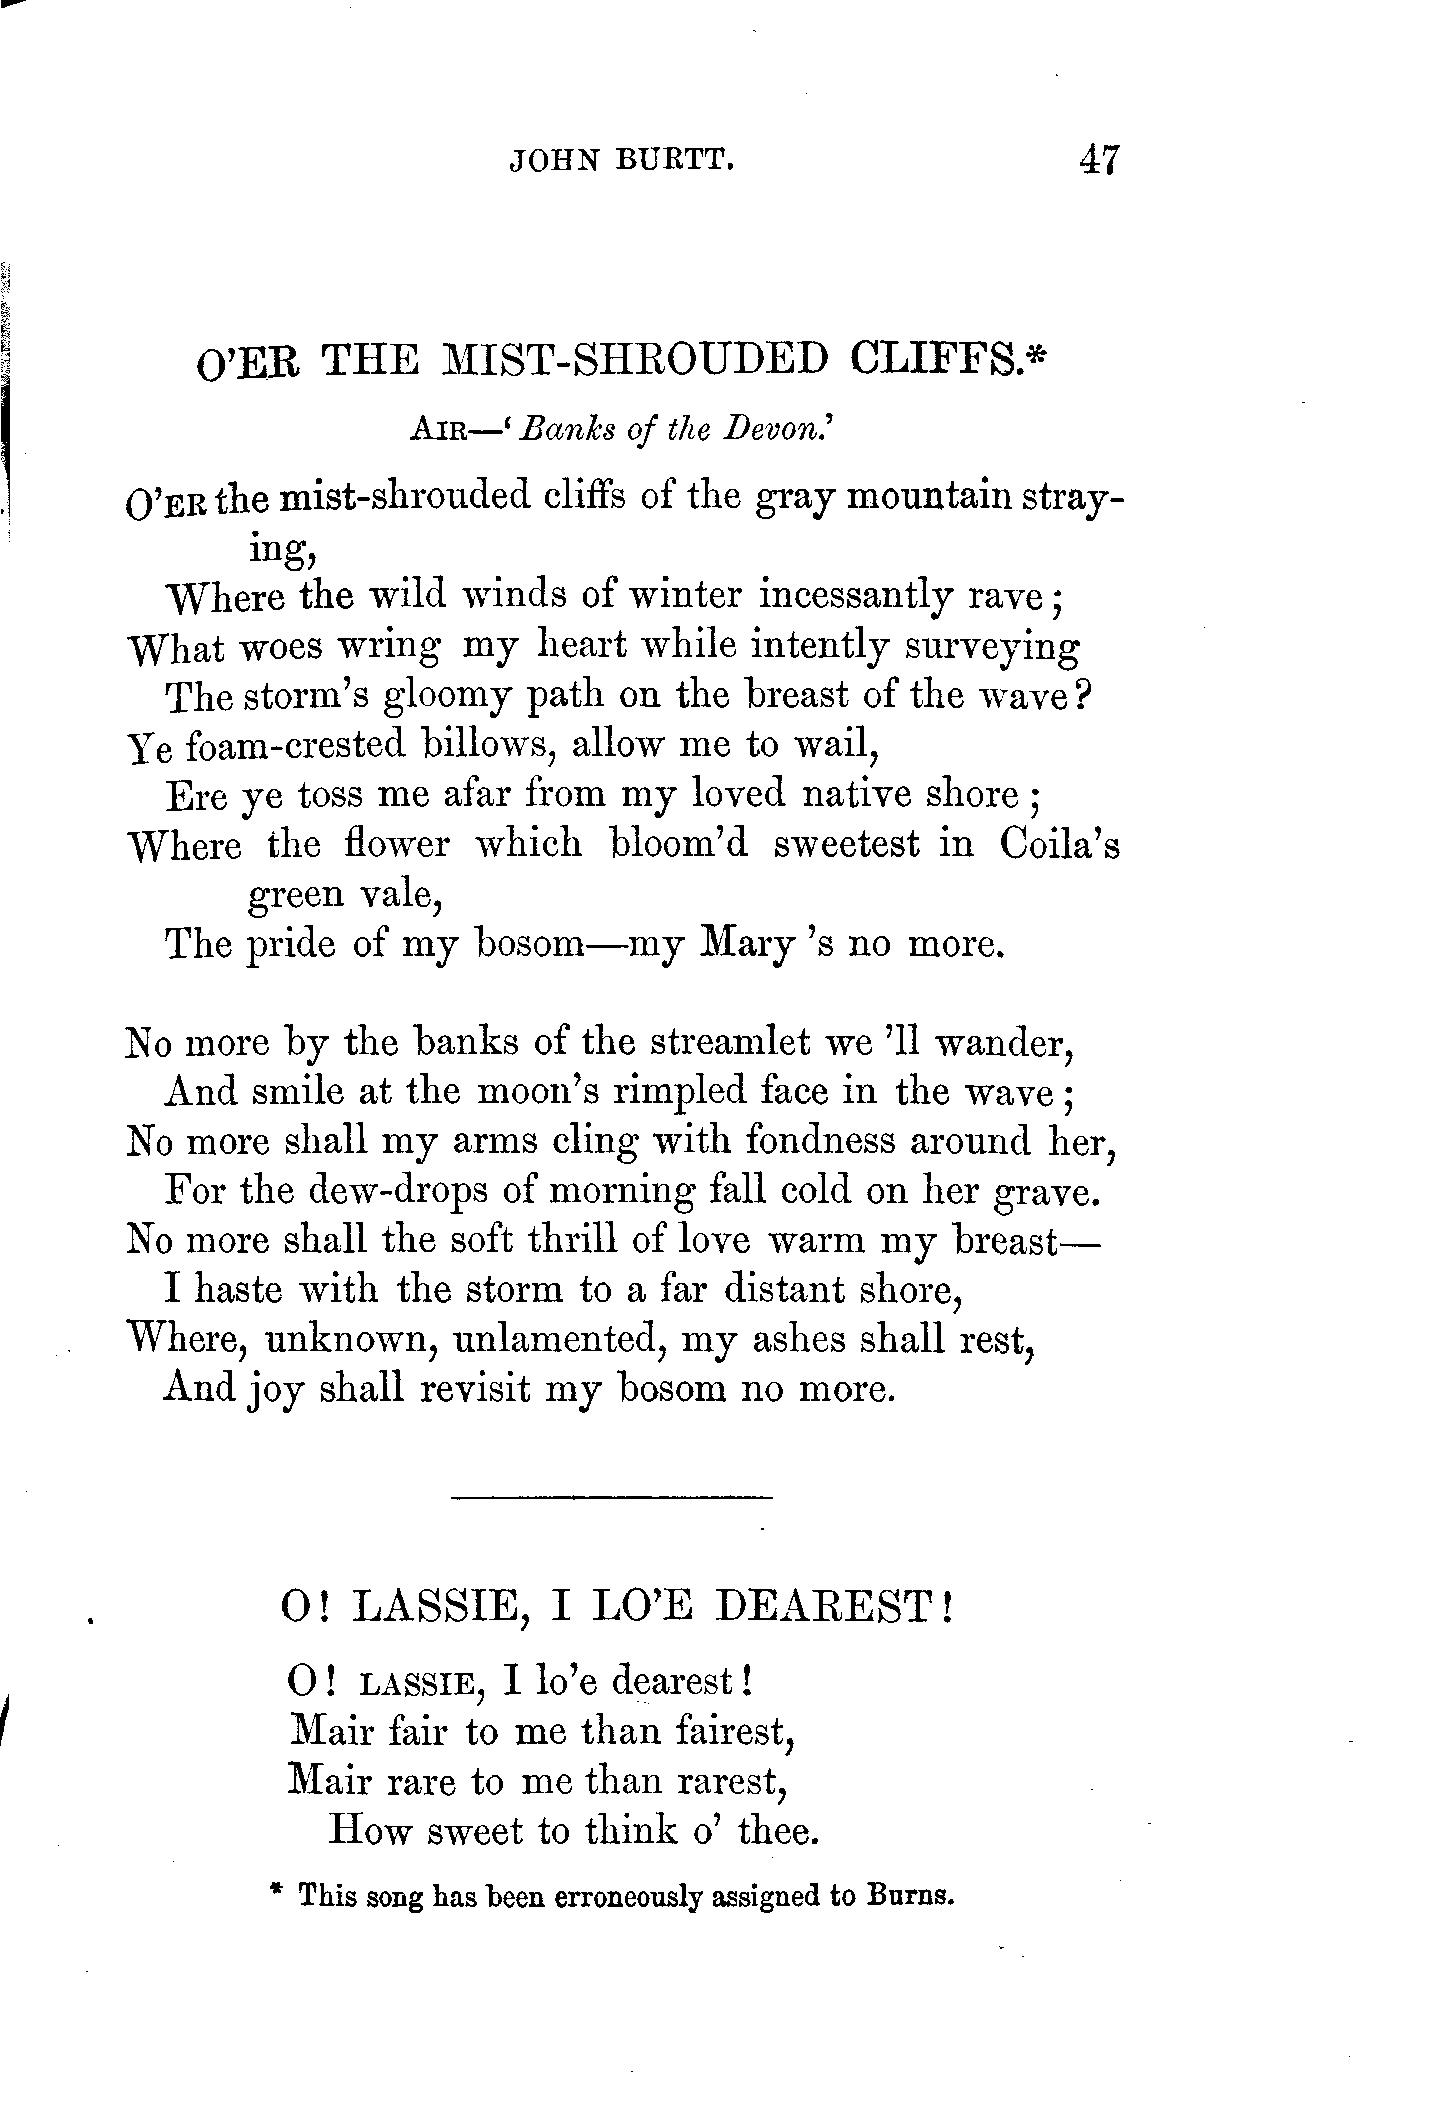 JOHN BURTT. 47
O'ER THE MIST-SHROUDED CLIFFS.*
AIR—‘Banks of the Devon.’
O'ER the mist-shrouded cliffs of the gray mountain stray-
ing,
Where the wild winds of winter incessantly rave;
What woes wring my heart while intently surveying
The storm's gloomy path on the breast of the wave?
Ye foam-crested billows, allow me to wail,
Ere ye toss me afar from my loved native shore;
Where the flower which bloom'd sweetest in Coila's
green vale,
The pride of my bosom—my Mary 's no more.
No more by the banks of the streamlet we 'll wander,
And smile at the moon's rimpled face in the wave;
No more shall my arms cling with fondness around her,
For the dew-drops of morning fall cold on her grave.
No more shall the soft thrill of love warm my breast—
I haste with the storm to a far distant shore,
Where, unknown, unlamented, my ashes shall rest,
And joy shall revisit my bosom no more.
O! LASSIE, I LO'E DEAREST!
O! LASSIE, I lo'e dearest!
Mair fair to me than fairest,
Mair rare to me than rarest,
How sweet to think o' thee.
* This song has been erroneously assigned to Burns.